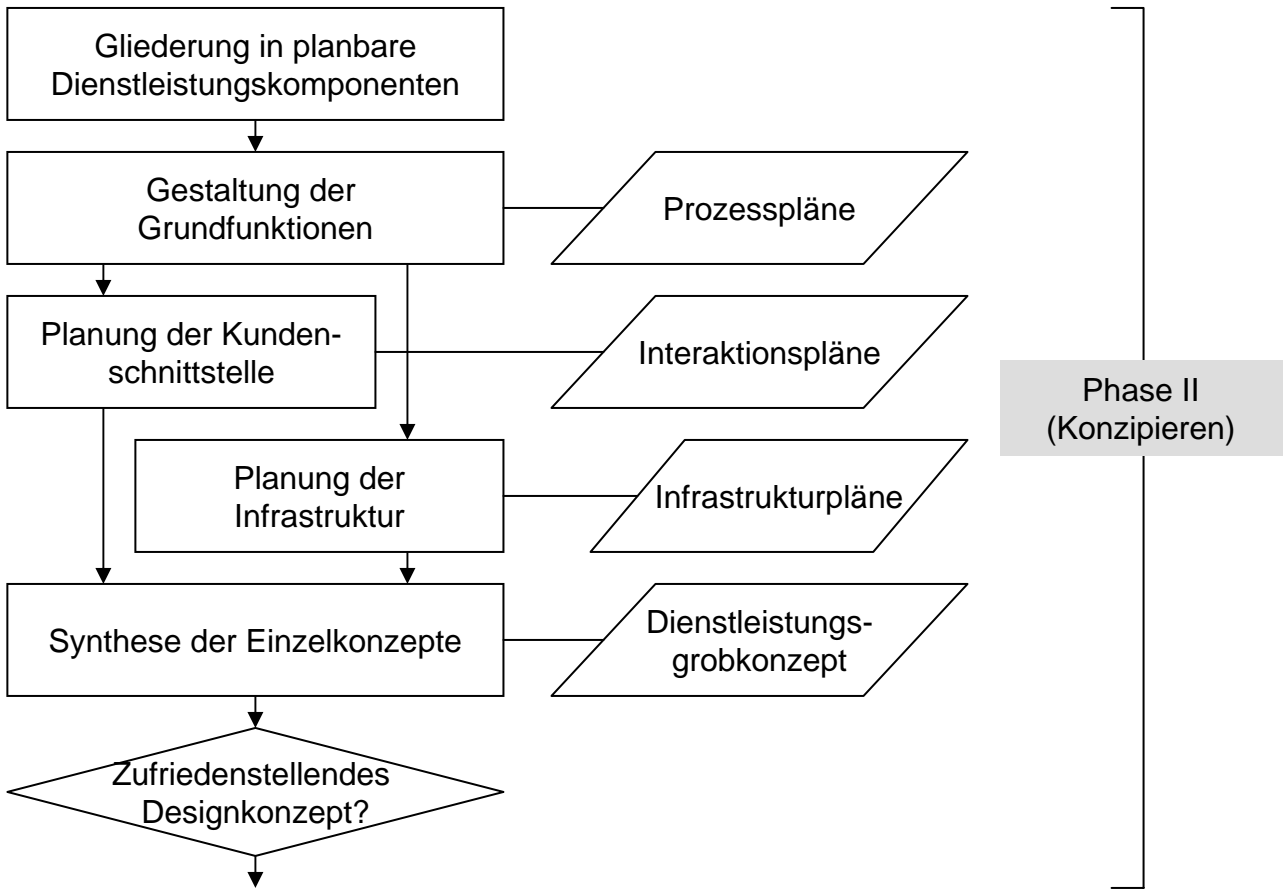 Gliederung in planbare
Dienstleistungskomponenten
Gestaltung der
Grundfunktionen
Prozesspläne
Planung der Kunden-
schnittstelle
Interaktionspläne
Phase II
(Konzipieren)
Planung der
Infrastruktur
Infrastrukturpläne
Synthese der Einzelkonzepte
Dienstleistungs-
grobkonzept
Zufriedenstellendes
Designkonzept?